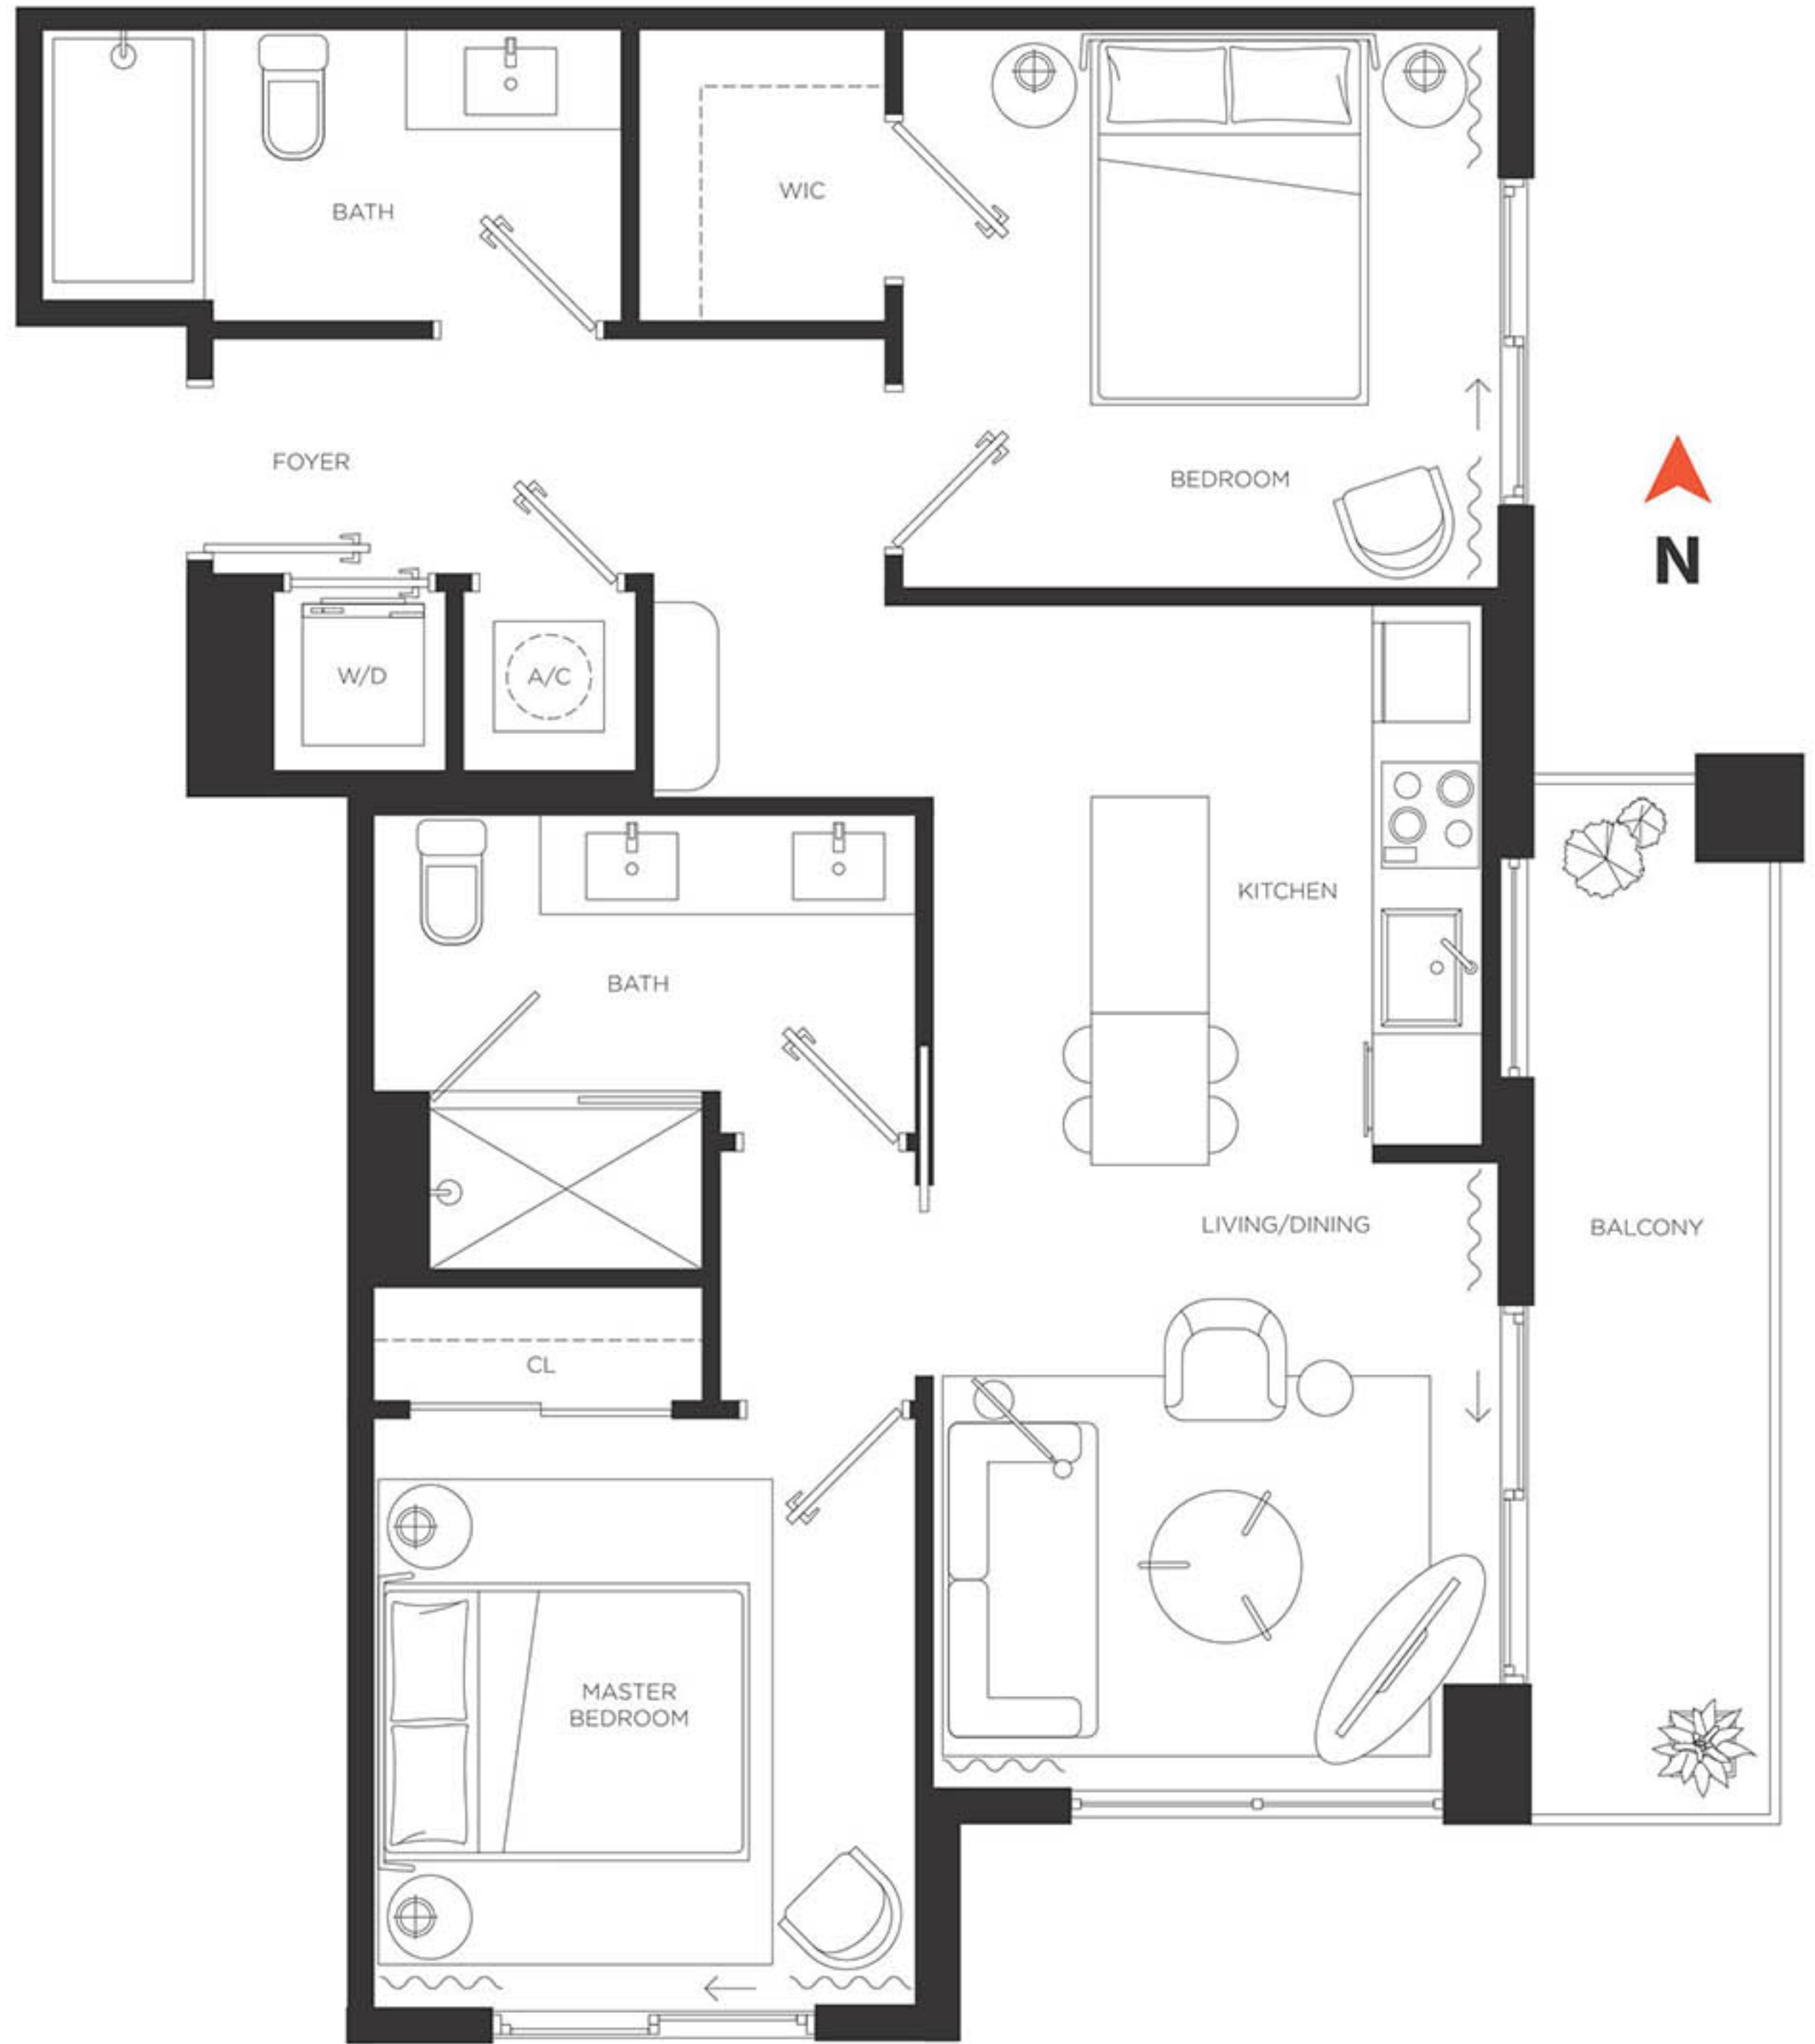 BATH
WIC
FOYER
BEDROOM
N
W/D
A/C
KITCHEN
BATH
LIVING/DINING
BALCONY
CL
MASTER
BEDROOM